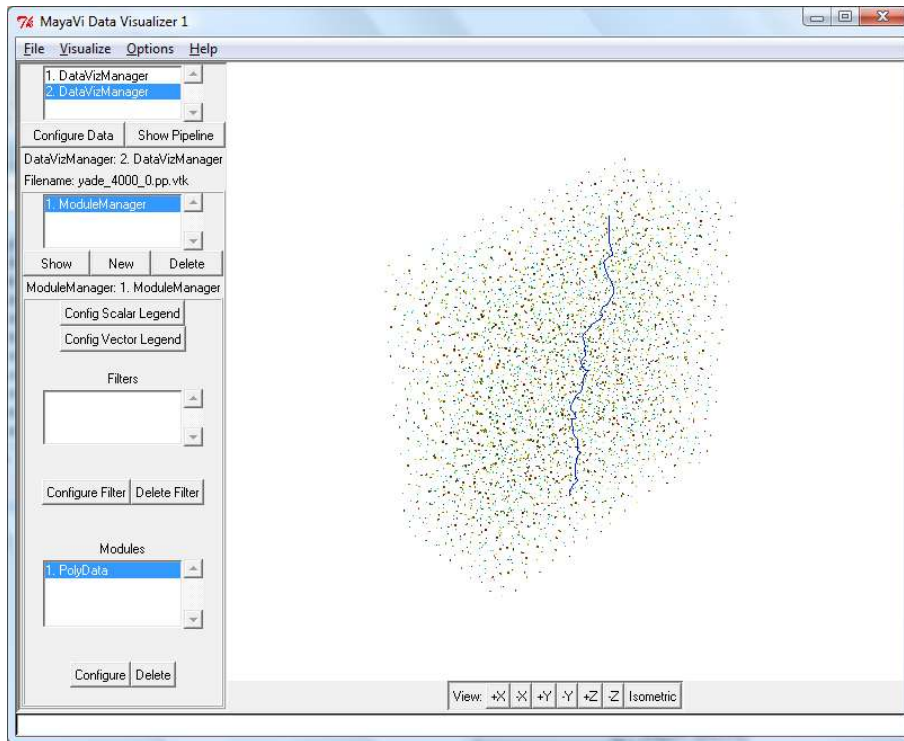 MayaVi Data Visualizer 1
File Visualize Options Help
1. DataVizManager
2. DataVizManager
Configure Data Show Pipeline
DataVizManager: 2. DataVizManager
Filename: yade_4000_0.pp.vtk
1. ModuleManager
Show New Delete
ModuleManager: 1. ModuleManager
Config Scalar Legend
Config Vector Legend
Filters
Configure Filter Delete Filter
Modules
1. PolyData
Configure Delete
View: +X -X +Y -Y +Z -Z Isometric